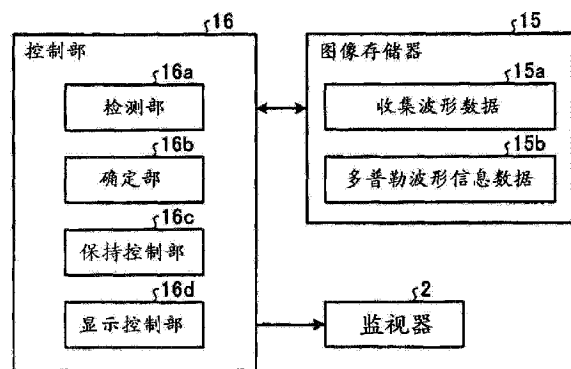 16
控制部
16a
检测部
16b
确定部
16c
保持控制部
16d
显示控制部
15
图像存储器
15a
收集波形数据
15b
多普勒波形信息数据
2
监视器